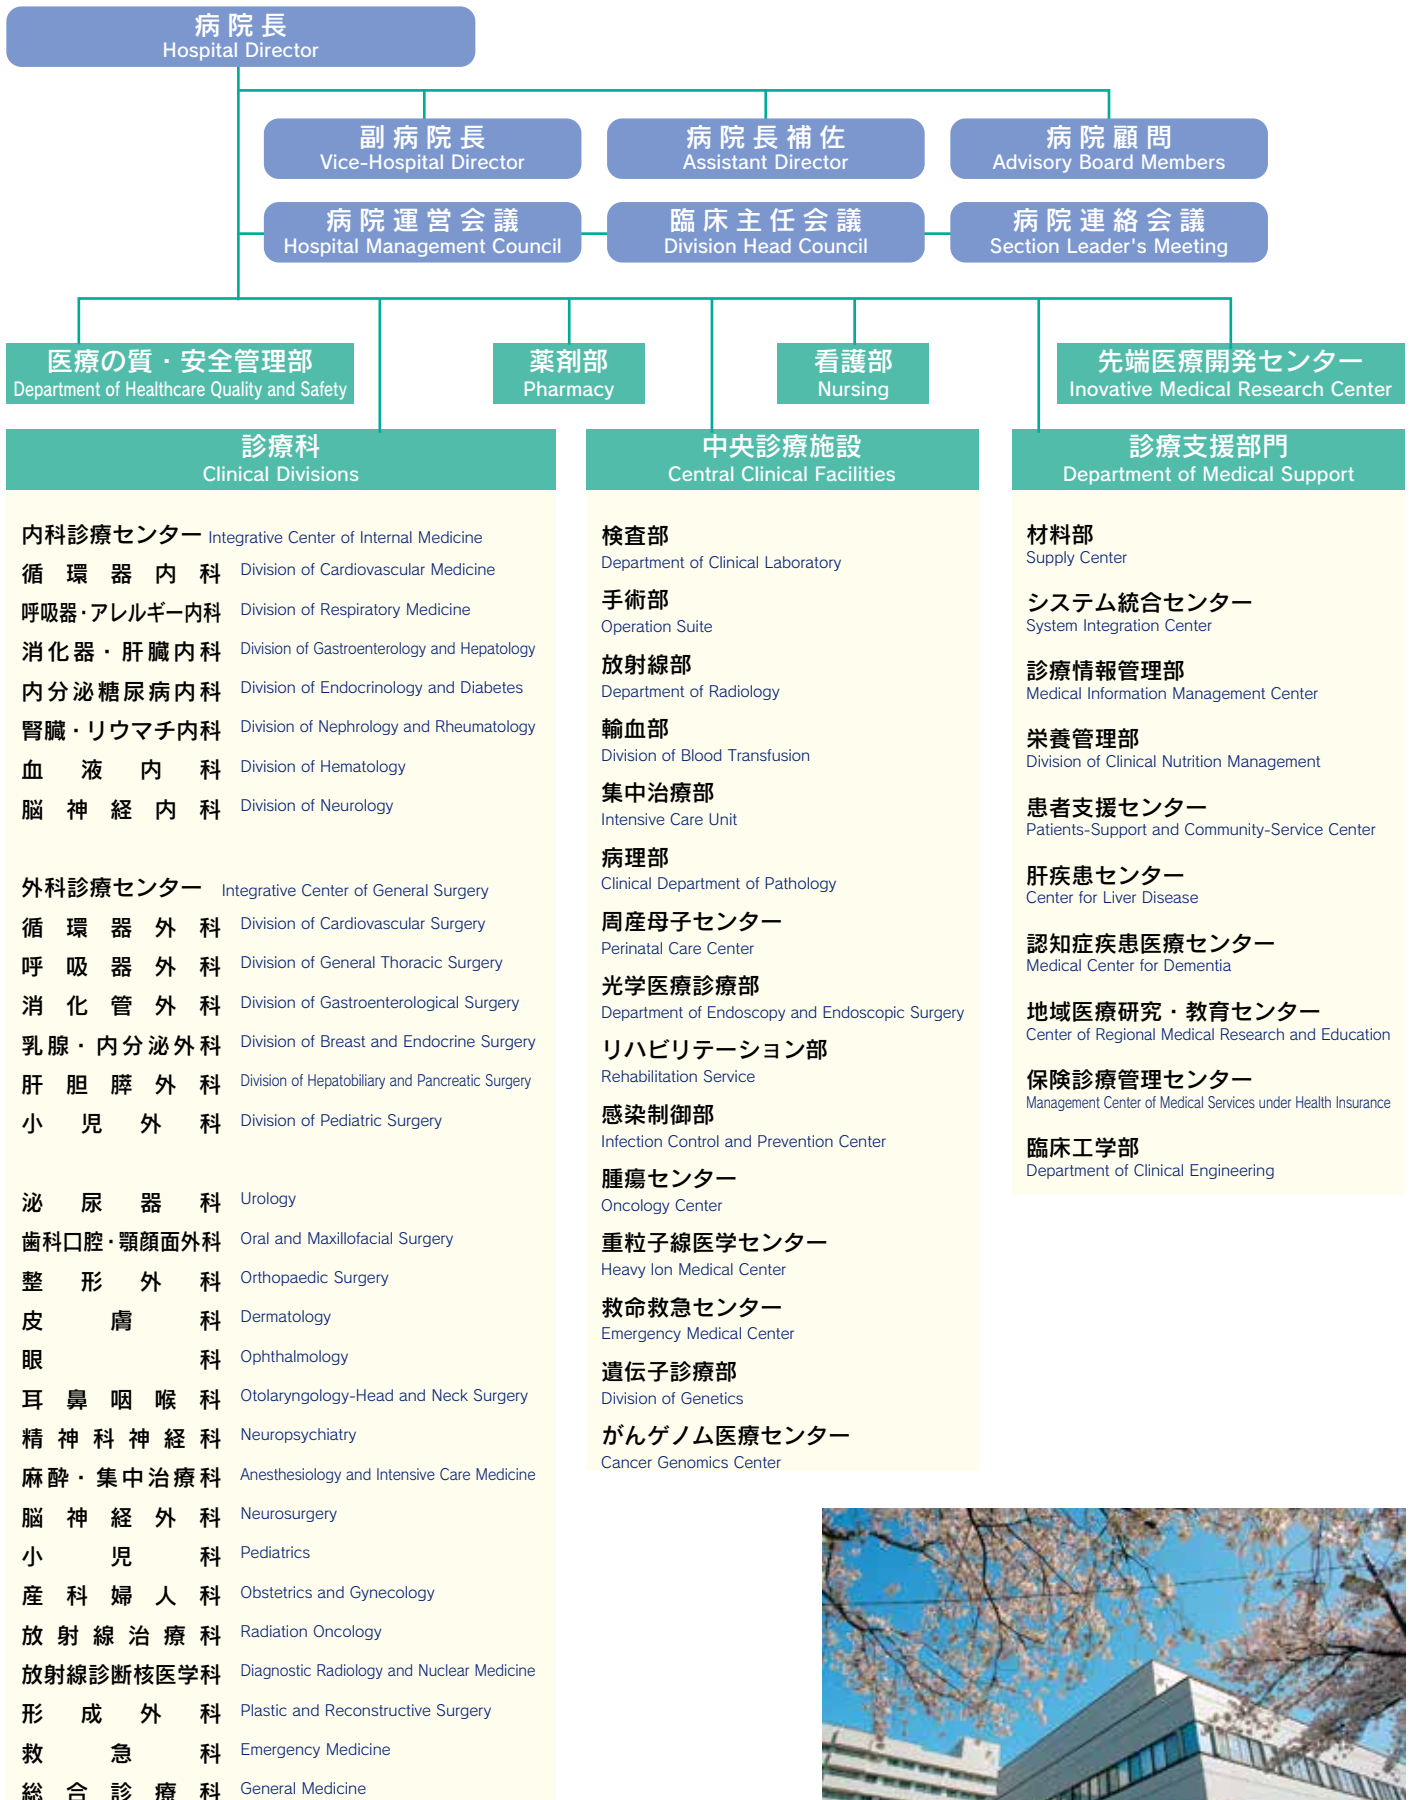 病院長
Hospital Director
副病院長
Vice-Hospital Director
病院長補佐
Assistant Director
病院顧問
Advisory Board Members
病院運営会議
Hospital Management Council
臨床主任会議
Division Head Council
病院連絡会議
Section Leader's Meeting
医療の質・安全管理部
Department of Healthcare Quality and Safety
薬剤部
Pharmacy
看護部
Nursing
先端医療開発センター
Inovative Medical Research Center
診療科
Clinical Divisions
内科診療センター Integrative Center of Internal Medicine
循環器内科 Division of Cardiovascular Medicine
呼吸器・アレルギー内科 Division of Respiratory Medicine
消化器・肝臓内科 Division of Gastroenterology and Hepatology
内分泌糖尿病内科 Division of Endocrinology and Diabetes
腎臓・リウマチ内科 Division of Nephrology and Rheumatology
血液内科 Division of Hematology
脳神経内科 Division of Neurology
外科診療センター Integrative Center of General Surgery
循環器外科 Division of Cardiovascular Surgery
呼吸器外科 Division of General Thoracic Surgery
消化管外科 Division of Gastroenterological Surgery
乳腺・内分泌外科 Division of Breast and Endocrine Surgery
肝胆膵外科 Division of Hepatobiliary and Pancreatic Surgery
小児外科 Division of Pediatric Surgery
泌尿器科 Urology
歯科口腔・顎顔面外科 Oral and Maxillofacial Surgery
整形外科 Orthopaedic Surgery
皮膚科 Dermatology
眼科 Ophthalmology
耳鼻咽喉科 Otolaryngology-Head and Neck Surgery
精神科神経科 Neuropsychiatry
麻酔・集中治療科 Anesthesiology and Intensive Care Medicine
脳神経外科 Neurosurgery
小児科 Pediatrics
産科婦人科 Obstetrics and Gynecology
放射線治療科 Radiation Oncology
放射線診断核医学科 Diagnostic Radiology and Nuclear Medicine
形成外科 Plastic and Reconstructive Surgery
救急科 Emergency Medicine
総合診療科 General Medicine
中央診療施設
Central Clinical Facilities
検査部
Department of Clinical Laboratory
手術部
Operation Suite
放射線部
Department of Radiology
輸血部
Division of Blood Transfusion
集中治療部
Intensive Care Unit
病理部
Clinical Department of Pathology
周産母子センター
Perinatal Care Center
光学医療診療部
Department of Endoscopy and Endoscopic Surgery
リハビリテーション部
Rehabilitation Service
感染制御部
Infection Control and Prevention Center
腫瘍センター
Oncology Center
重粒子線医学センター
Heavy Ion Medical Center
救命救急センター
Emergency Medical Center
遺伝子診療部
Division of Genetics
がんゲノム医療センター
Cancer Genomics Center
診療支援部門
Department of Medical Support
材料部
Supply Center
システム統合センター
System Integration Center
診療情報管理部
Medical Information Management Center
栄養管理部
Division of Clinical Nutrition Management
患者支援センター
Patients-Support and Community-Service Center
肝疾患センター
Center for Liver Disease
認知症疾患医療センター
Medical Center for Dementia
地域医療研究・教育センター
Center of Regional Medical Research and Education
保険診療管理センター
Management Center of Medical Services under Health Insurance
臨床工学部
Department of Clinical Engineering